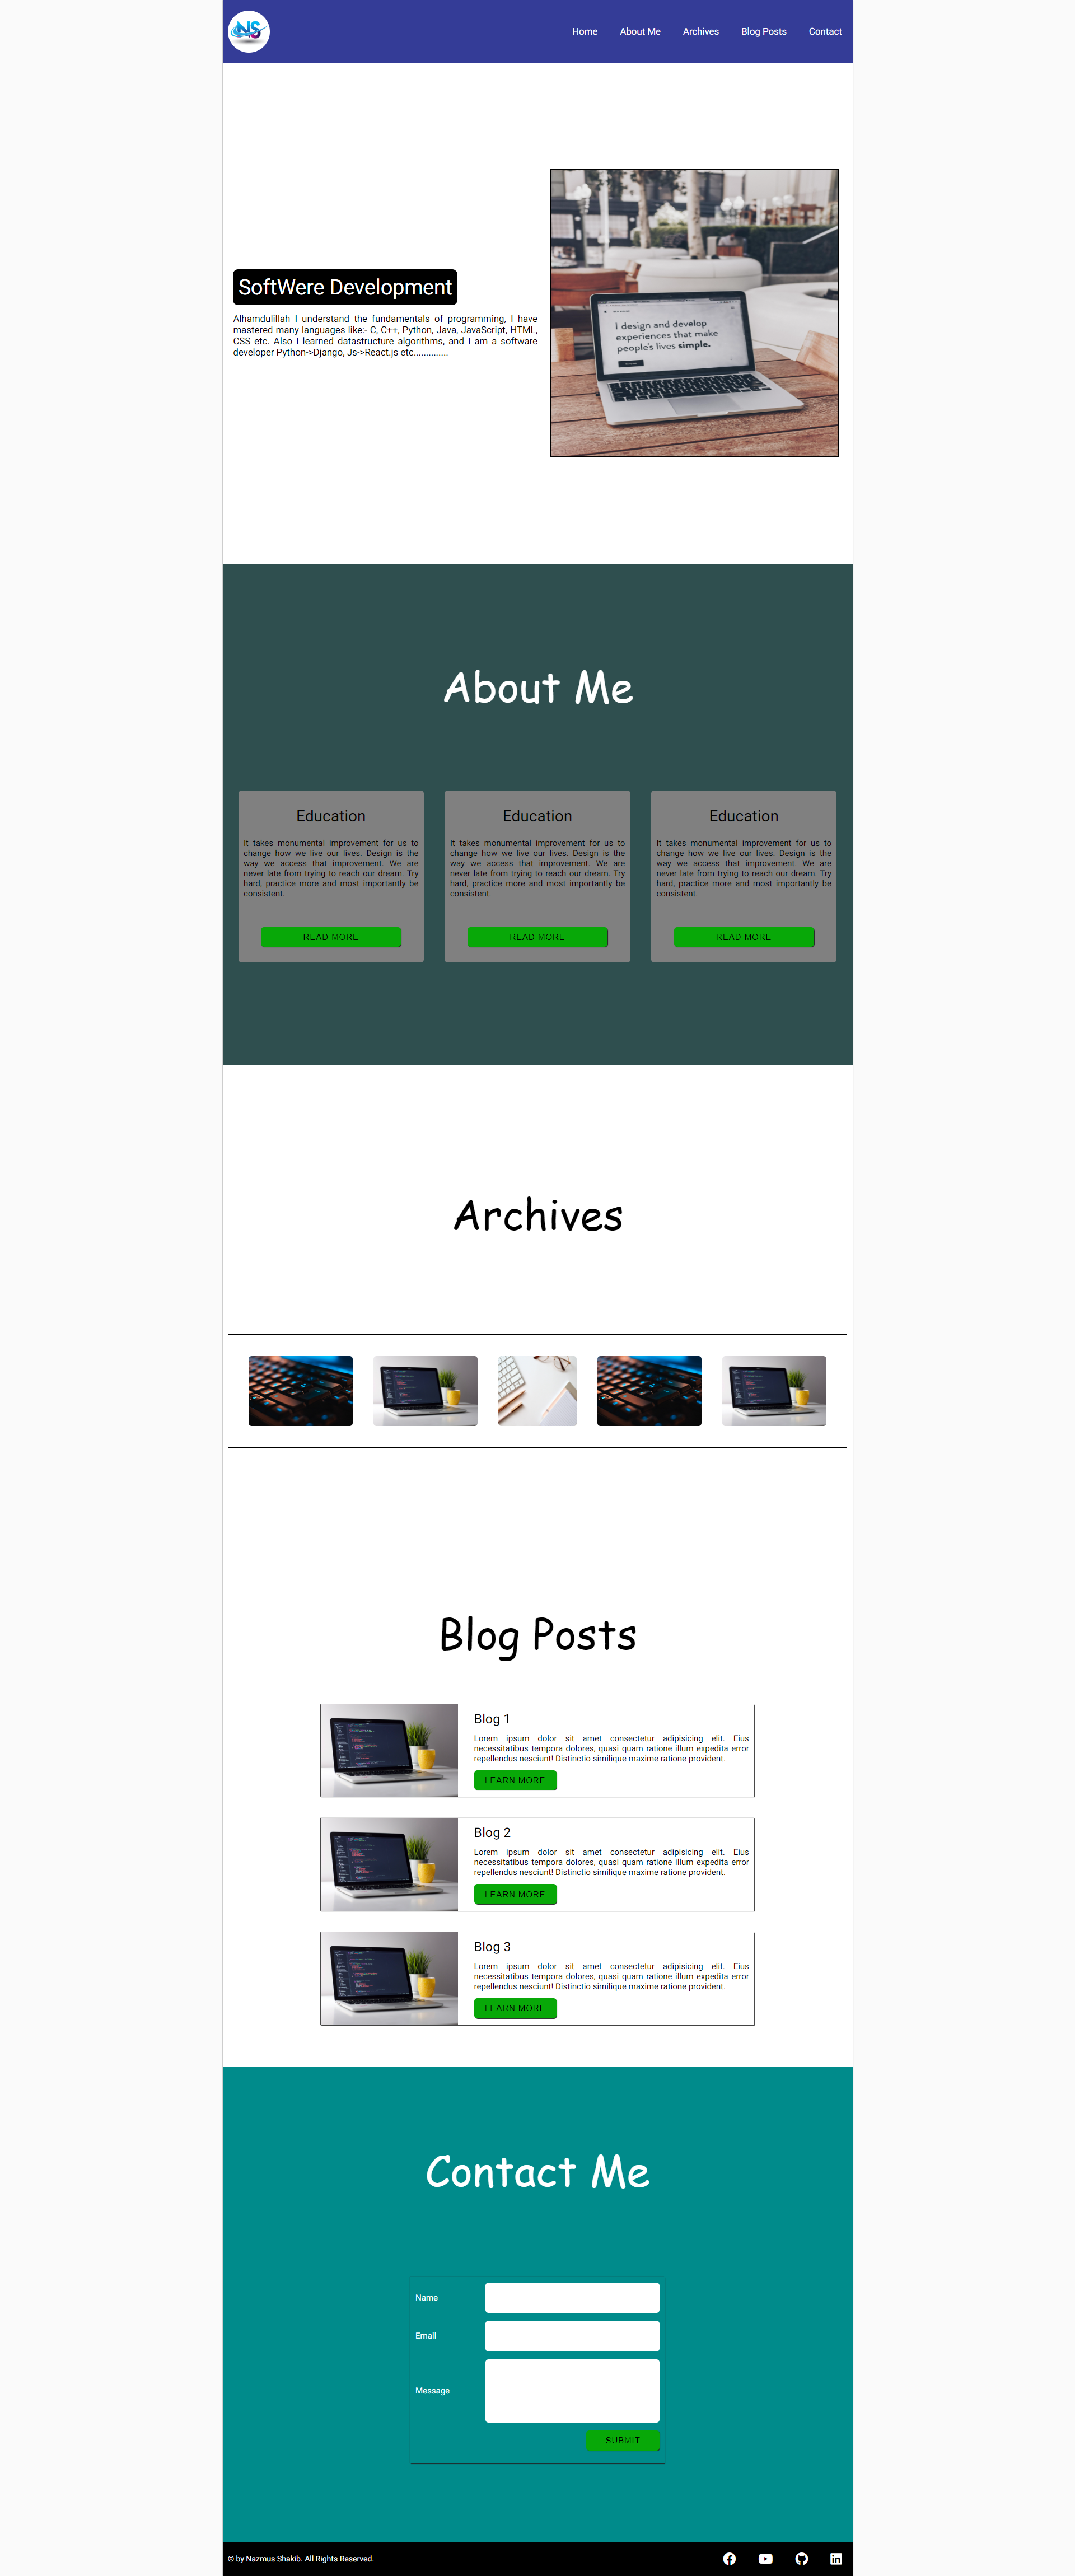 NS
Home About Me Archives Blog Posts Contact
SoftWere Development
Alhamdulillah I understand the fundamentals of programming, I have
mastered many languages like:- C, C++, Python, Java, JavaScript, HTML,
CSS etc. Also I learned datastructure algorithms, and I am a software
developer Python->Django, Js->React.js etc..............
I design and develop
experiences that make
people's lives simple.
About Me
Education
It takes monumental improvement for us to
change how we live our lives. Design is the
way we access that improvement. We are
never late from trying to reach our dream. Try
hard, practice more and most importantly be
consistent.
READ MORE
Education
It takes monumental improvement for us to
change how we live our lives. Design is the
way we access that improvement. We are
never late from trying to reach our dream. Try
hard, practice more and most importantly be
consistent.
READ MORE
Education
It takes monumental improvement for us to
change how we live our lives. Design is the
way we access that improvement. We are
never late from trying to reach our dream. Try
hard, practice more and most importantly be
consistent.
READ MORE
Archives
Blog Posts
Blog 1
Lorem ipsum dolor sit amet consectetur adipisicing elit. Eius
necessitatibus tempora dolores, quasi quam ratione illum expedita error
repellendus nesciunt! Distinctio similique maxime ratione provident.
LEARN MORE
Blog 2
Lorem ipsum dolor sit amet consectetur adipisicing elit. Eius
necessitatibus tempora dolores, quasi quam ratione illum expedita error
repellendus nesciunt! Distinctio similique maxime ratione provident.
LEARN MORE
Blog 3
Lorem ipsum dolor sit amet consectetur adipisicing elit. Eius
necessitatibus tempora dolores, quasi quam ratione illum expedita error
repellendus nesciunt! Distinctio similique maxime ratione provident.
LEARN MORE
Contact Me
Name
Email
Message
SUBMIT
© by Nazmus Shakib. All Rights Reserved.